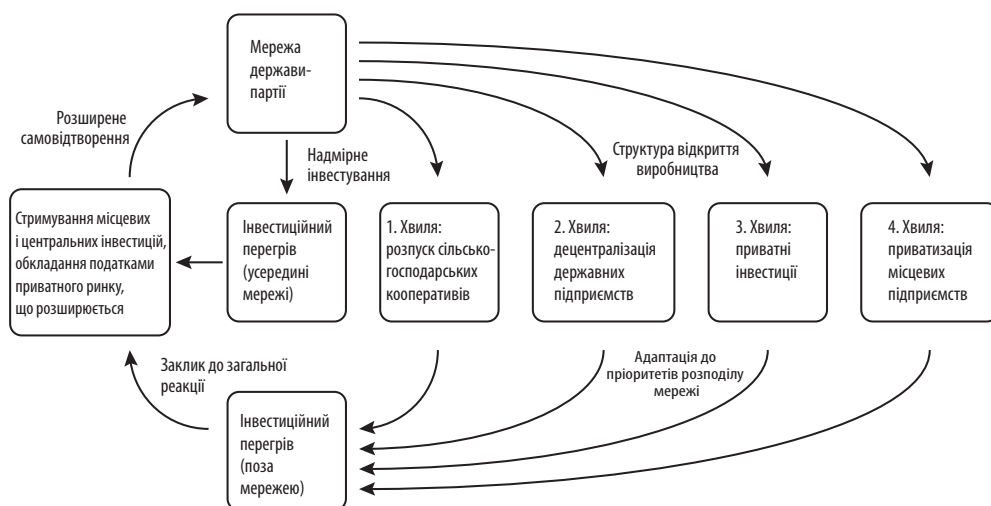 Мережа
держави-
партії
Розширене
самовідтворення
Надмірне
інвестування
Структура відкриття
виробництва
Стримування місцевих
і центральних інвестицій,
обкладання податками
приватного ринку,
що розширюється
Інвестиційний
перегрів
(усередині
мережі)
1. Хвиля:
розпуск сільсько-
господарських
кооперативів
2. Хвиля:
децентралізація
державних
підприємств
3. Хвиля:
приватні
інвестиції
4. Хвиля:
приватизація
місцевих
підприємств
Заклик до загальної
реакції
Адаптація до
пріоритетів розподілу
мережі
Інвестиційний
перегрів
(поза
мережею)